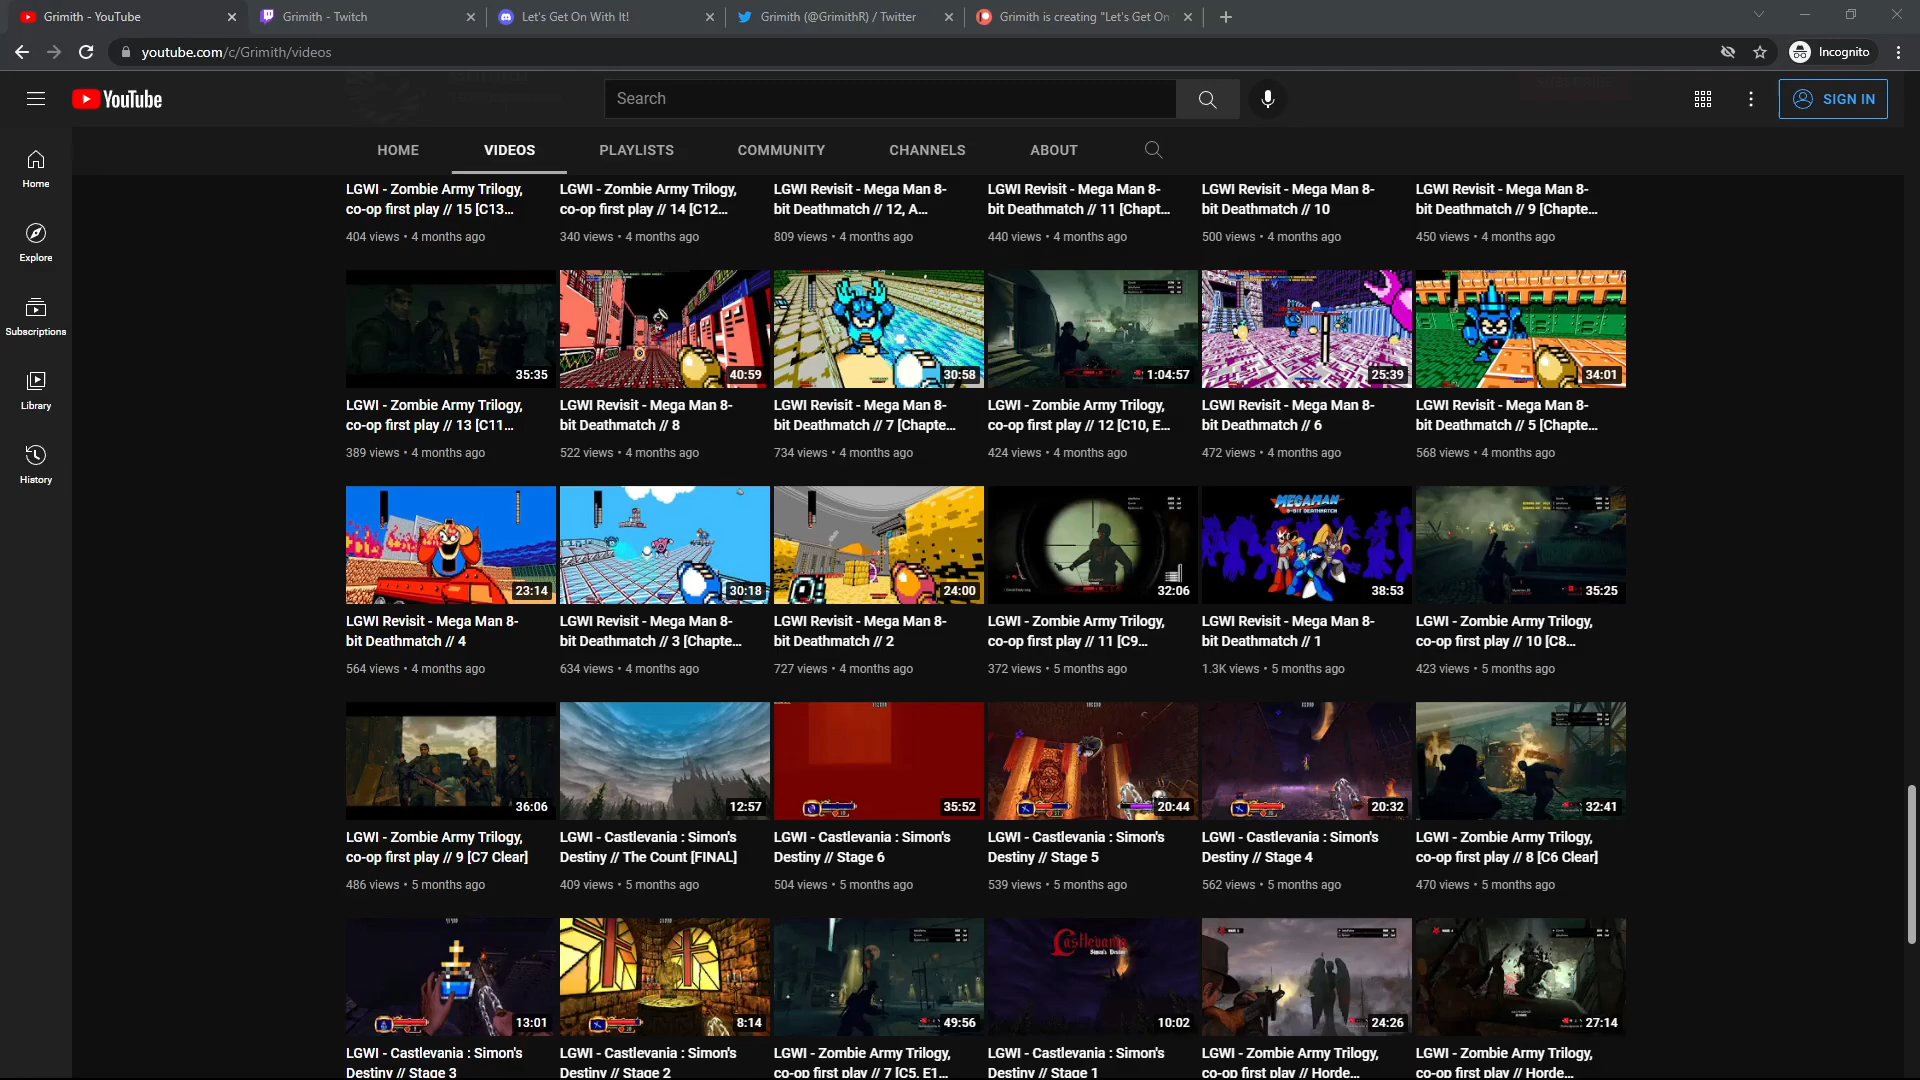 Grimith - YouTube
Grimith - Twitch
Let's Get On With It!
Grimith (@GrimithR) / Twitter
Grimith is creating "Let's Get On
youtube.com/c/Grimith/videos
Incognito
YouTube
Search
SIGN IN
HOME
VIDEOS
PLAYLISTS
COMMUNITY
CHANNELS
ABOUT
Home
Explore
Subscriptions
Library
History
LGWI - Zombie Army Trilogy,
co-op first play // 15 [C13...
404 views • 4 months ago
LGWI - Zombie Army Trilogy,
co-op first play // 14 [C12...
340 views • 4 months ago
LGWI Revisit - Mega Man 8-
bit Deathmatch // 12, A...
809 views • 4 months ago
LGWI Revisit - Mega Man 8-
bit Deathmatch // 11 [Chapt...
440 views • 4 months ago
LGWI Revisit - Mega Man 8-
bit Deathmatch // 10
500 views • 4 months ago
LGWI Revisit - Mega Man 8-
bit Deathmatch // 9 [Chapte...
450 views • 4 months ago
35:35
LGWI - Zombie Army Trilogy,
co-op first play // 13 [C11...
389 views • 4 months ago
40:59
LGWI Revisit - Mega Man 8-
bit Deathmatch // 8
522 views • 4 months ago
30:58
LGWI Revisit - Mega Man 8-
bit Deathmatch // 7 [Chapte...
734 views • 4 months ago
1:04:57
LGWI - Zombie Army Trilogy,
co-op first play // 12 [C10, E...
424 views • 4 months ago
25:39
LGWI Revisit - Mega Man 8-
bit Deathmatch // 6
472 views • 4 months ago
34:01
LGWI Revisit - Mega Man 8-
bit Deathmatch // 5 [Chapte...
568 views • 4 months ago
23:14
LGWI Revisit - Mega Man 8-
bit Deathmatch // 4
564 views • 4 months ago
30:18
LGWI Revisit - Mega Man 8-
bit Deathmatch // 3 [Chapte...
634 views • 4 months ago
24:00
LGWI Revisit - Mega Man 8-
bit Deathmatch // 2
727 views • 4 months ago
32:06
LGWI - Zombie Army Trilogy,
co-op first play // 11 [C9...
372 views • 5 months ago
MEGAMAN
8-BIT DEATHMATCH
38:53
LGWI Revisit - Mega Man 8-
bit Deathmatch // 1
1.3K views • 5 months ago
35:25
LGWI - Zombie Army Trilogy,
co-op first play // 10 [C8...
423 views • 5 months ago
36:06
LGWI - Zombie Army Trilogy,
co-op first play // 9 [C7 Clear]
486 views • 5 months ago
12:57
LGWI - Castlevania : Simon's
Destiny // The Count [FINAL]
409 views • 5 months ago
35:52
LGWI - Castlevania : Simon's
Destiny // Stage 6
504 views • 5 months ago
20:44
LGWI - Castlevania : Simon's
Destiny // Stage 5
539 views • 5 months ago
20:32
LGWI - Castlevania : Simon's
Destiny // Stage 4
562 views • 5 months ago
32:41
LGWI - Zombie Army Trilogy,
co-op first play // 8 [C6 Clear]
470 views • 5 months ago
13:01
LGWI - Castlevania : Simon's
Destiny // Stage 3
8:14
LGWI - Castlevania : Simon's
Destiny // Stage 2
49:56
LGWI - Zombie Army Trilogy,
co-op first play // 7 [C5, E1...
Castlevania
Simon's Destiny
10:02
LGWI - Castlevania : Simon's
Destiny // Stage 1
24:26
LGWI - Zombie Army Trilogy,
co-op first play // Horde...
27:14
LGWI - Zombie Army Trilogy,
co-op first play // Horde...